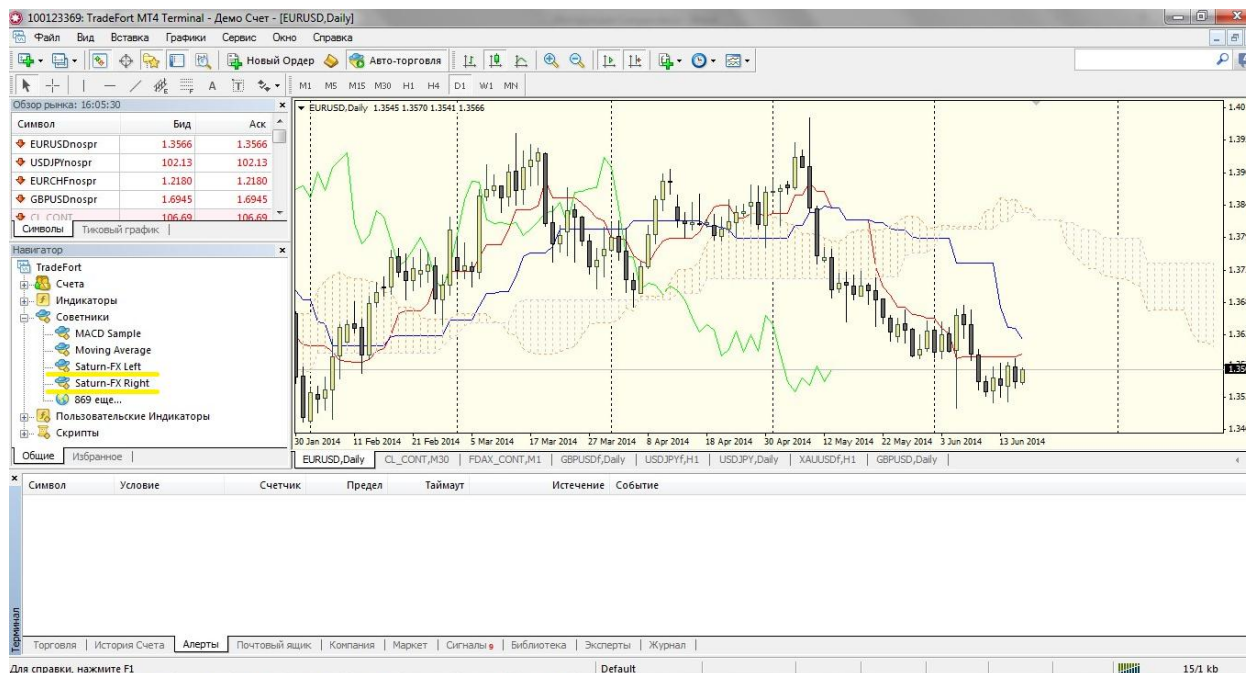 100123369: TradeFort MT4 Terminal - Демо Счет - [EURUSD,Daily]
Файл Вид Вставка Графики Сервис Окно Справка
Новый Ордер Авто-торговля
A T M1 M5 M15 M30 H1 H4 D1 W1 MN
Обзор рынка: 16:05:30
Символ Бид Аск
EURUSDnospr 1.3566 1.3566
USDJPYnospr 102.13 102.13
EURCHFnospr 1.2180 1.2180
GBPUSDnospr 1.6945 1.6945
CL_CONT 106.69 106.69
Символы Тиковый график
Навигатор
TradeFort
Счета
Индикаторы
Советники
MACD Sample
Moving Average
Saturn-FX Left
Saturn-FX Right
869 еще...
Пользовательские Индикаторы
Скрипты
Общие Избранное
EURUSD,Daily 1.3545 1.3570 1.3541 1.3566
30 Jan 2014 11 Feb 2014 21 Feb 2014 5 Mar 2014 17 Mar 2014 27 Mar 2014 8 Apr 2014 18 Apr 2014 30 Apr 2014 12 May 2014 22 May 2014 3 Jun 2014 13 Jun 2014
EURUSD,Daily CL_CONT,M30 FDAX_CONT,M1 GBPUSDf,Daily USDJPYf,H1 USDJPY,Daily XAUUSDf,H1 GBPUSD,Daily
Символ Условие Счетчик Предел Таймаут Истечение Событие
Терминал
Торговля История Счета Алерты Почтовый ящик Компания Маркет Сигналы 9 Библиотека Эксперты Журнал
Для справки, нажмите F1 Default 15/1 kb